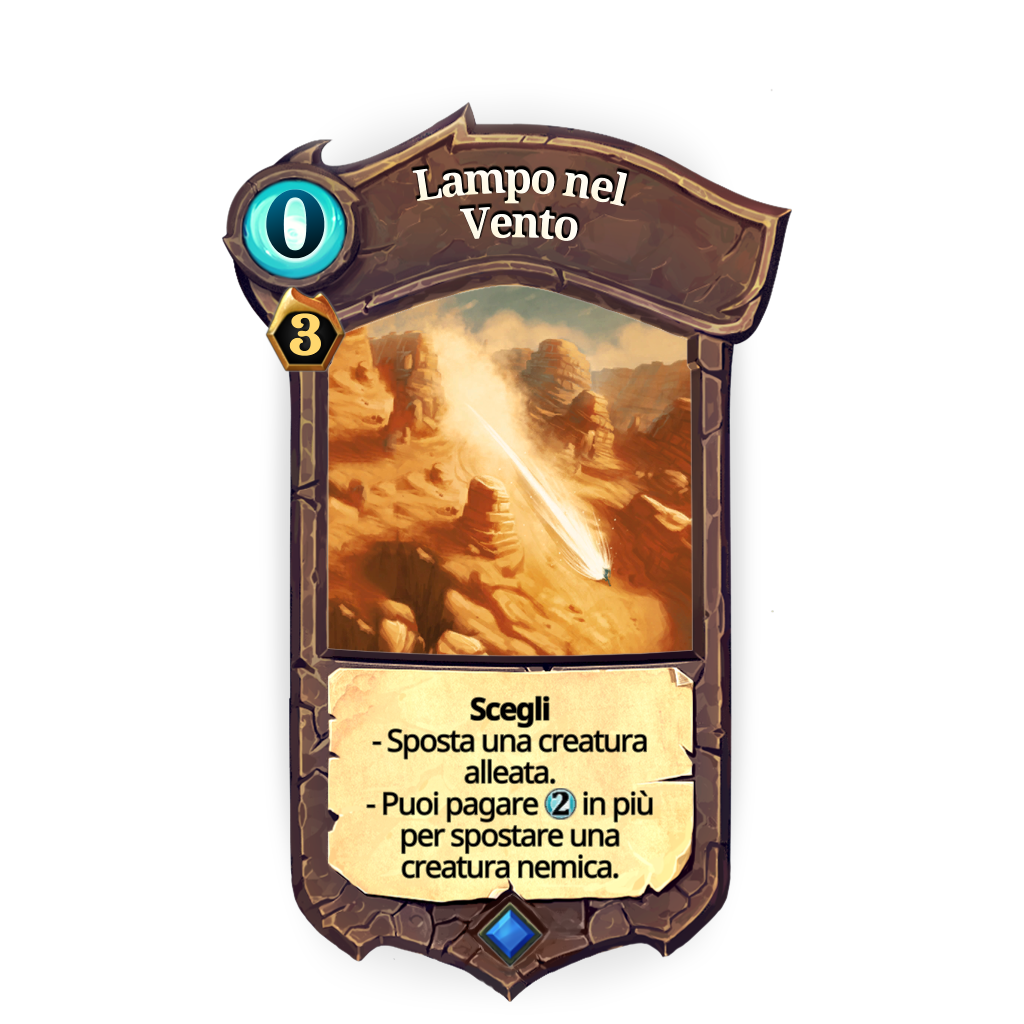 0
Lampo nel
Vento
3
Scegli
- Sposta una creatura
alleata.
- Puoi pagare 2 in più
per spostare una
creatura nemica.